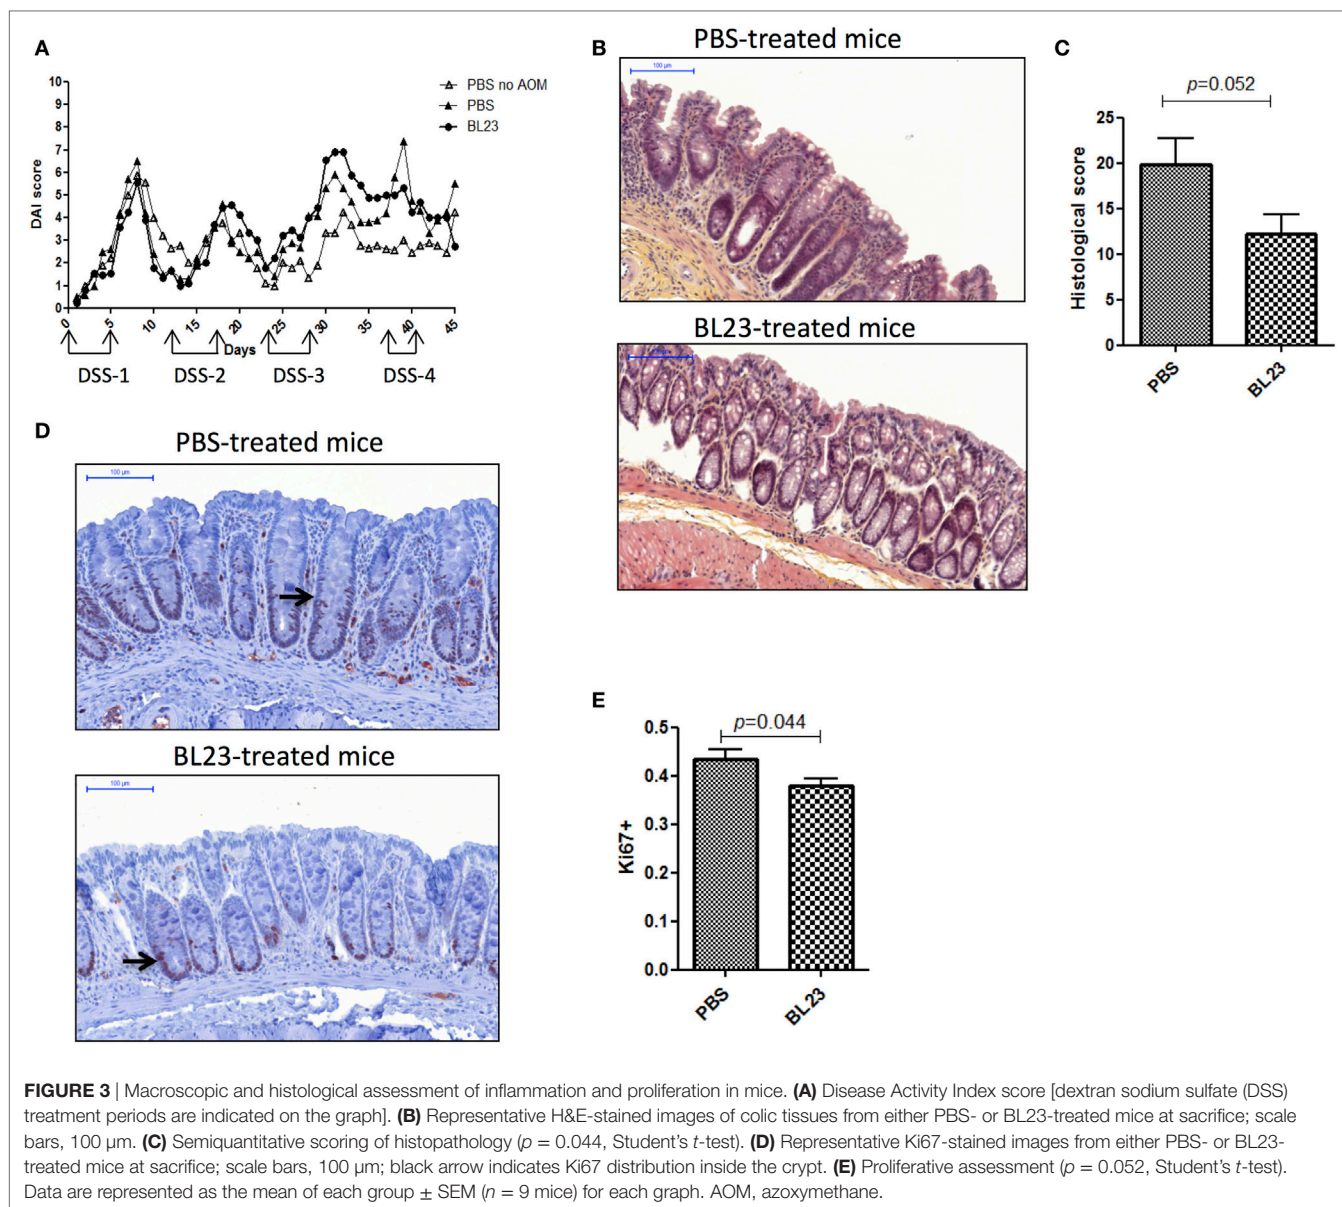 A
10
9
8
7
6
5
4
3
2
1
0
DAI score
PBS no AOM
PBS
BL23
0 5 10 15 20 25 30 35 40 45
Days
DSS-1 DSS-2 DSS-3 DSS-4
B
PBS-treated mice
100 µm
BL23-treated mice
C
p=0.052
25
20
15
10
5
0
Histological score
PBS BL23
D
PBS-treated mice
100 µm
BL23-treated mice
100 µm
E
p=0.044
0.5
0.4
0.3
0.2
0.1
0.0
Ki67+
PBS BL23
FIGURE 3 | Macroscopic and histological assessment of inflammation and proliferation in mice. (A) Disease Activity Index score [dextran sodium sulfate (DSS)
treatment periods are indicated on the graph]. (B) Representative H&E-stained images of colic tissues from either PBS- or BL23-treated mice at sacrifice; scale
bars, 100 µm. (C) Semiquantitative scoring of histopathology (p = 0.044, Student's t-test). (D) Representative Ki67-stained images from either PBS- or BL23-
treated mice at sacrifice; scale bars, 100 µm; black arrow indicates Ki67 distribution inside the crypt. (E) Proliferative assessment (p = 0.052, Student's t-test).
Data are represented as the mean of each group ± SEM (n = 9 mice) for each graph. AOM, azoxymethane.